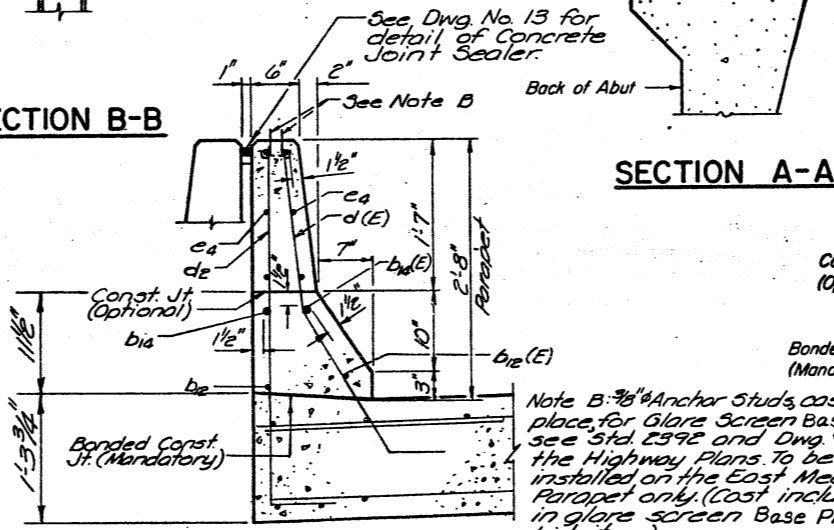 See Dwg. No. 13 for
detail of Concrete
Joint Sealer.
1" 6" 2"
See Note B
Back of Abut
SECTION B-B
SECTION A-A
1½"
e4
d(E)
e4
d2
7"
1'-7"
2'-8"
Parapet
1½"
b14(E)
Const. Jt.
(Optional)
b14
1½"
1½"
10"
b12(E)
b12
3"
1'-3¾"
Bonded Const.
Jt. (Mandatory)
Bonde
(Mand
Note B: ⅜"φ Anchor Studs, cas
place, for Glare Screen Bas
see Std. 2392 and Dwg.
the Highway Plans. To be
installed on the East Me
Parapet only. (Cost inclu
in glare screen Base P